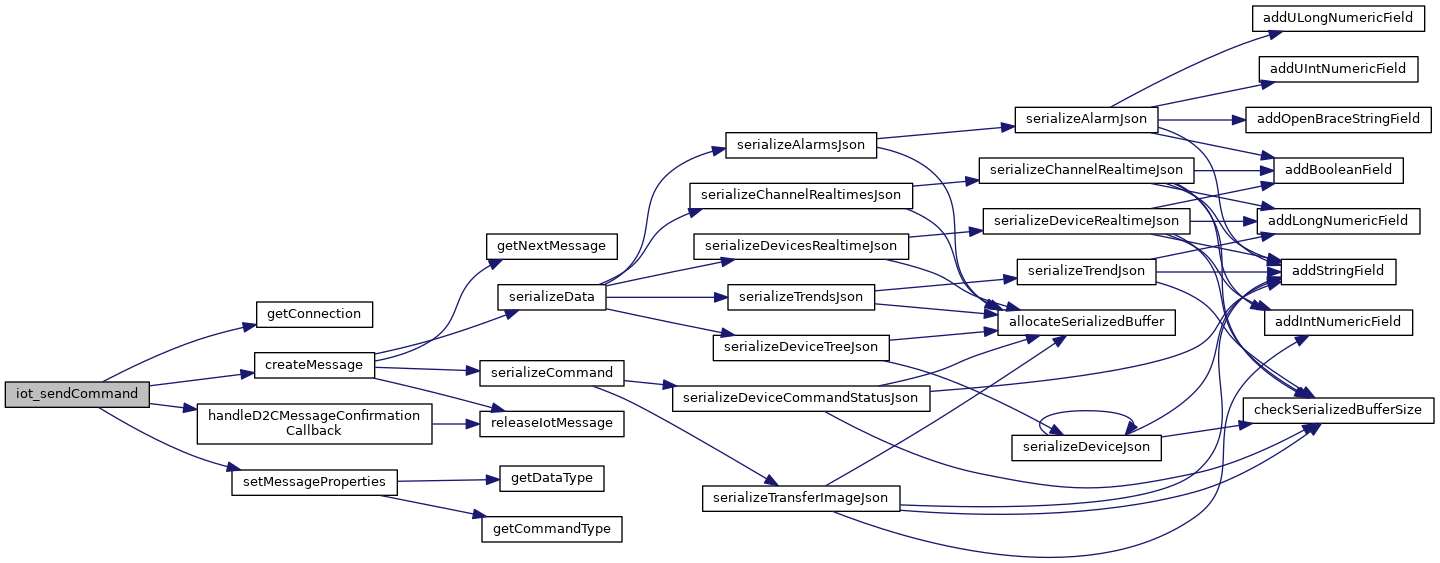 iot_sendCommand
getConnection
createMessage
handleD2CMessageConfirmation
Callback
setMessageProperties
getNextMessage
serializeData
serializeCommand
releaseIotMessage
getDataType
getCommandType
serializeAlarmsJson
serializeChannelRealtimesJson
serializeDevicesRealtimeJson
serializeTrendsJson
serializeDeviceTreeJson
serializeDeviceCommandStatusJson
serializeTransferImageJson
serializeAlarmJson
serializeChannelRealtimeJson
serializeDeviceRealtimeJson
serializeTrendJson
allocateSerializedBuffer
serializeDeviceJson
addULongNumericField
addUIntNumericField
addOpenBraceStringField
addBooleanField
addLongNumericField
addStringField
addIntNumericField
checkSerializedBufferSize